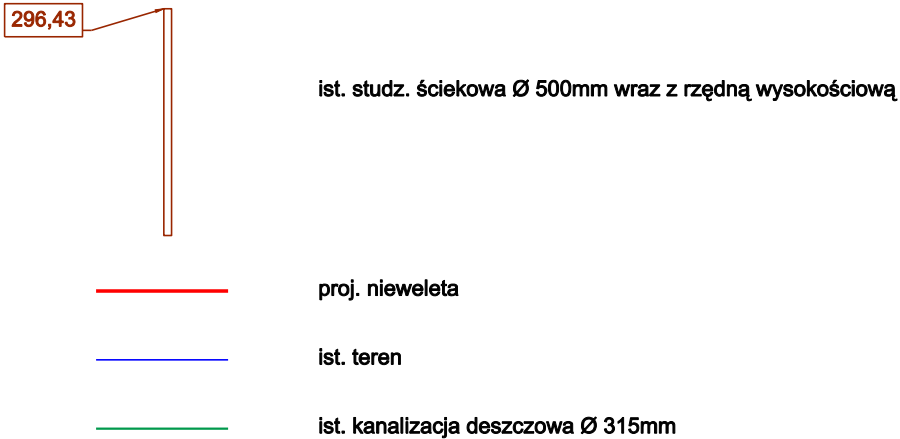 296,43
ist. studz. ściekowa Ø 500mm wraz z rzędną wysokościową
proj. nieweleta
ist. teren
ist. kanalizacja deszczowa Ø 315mm